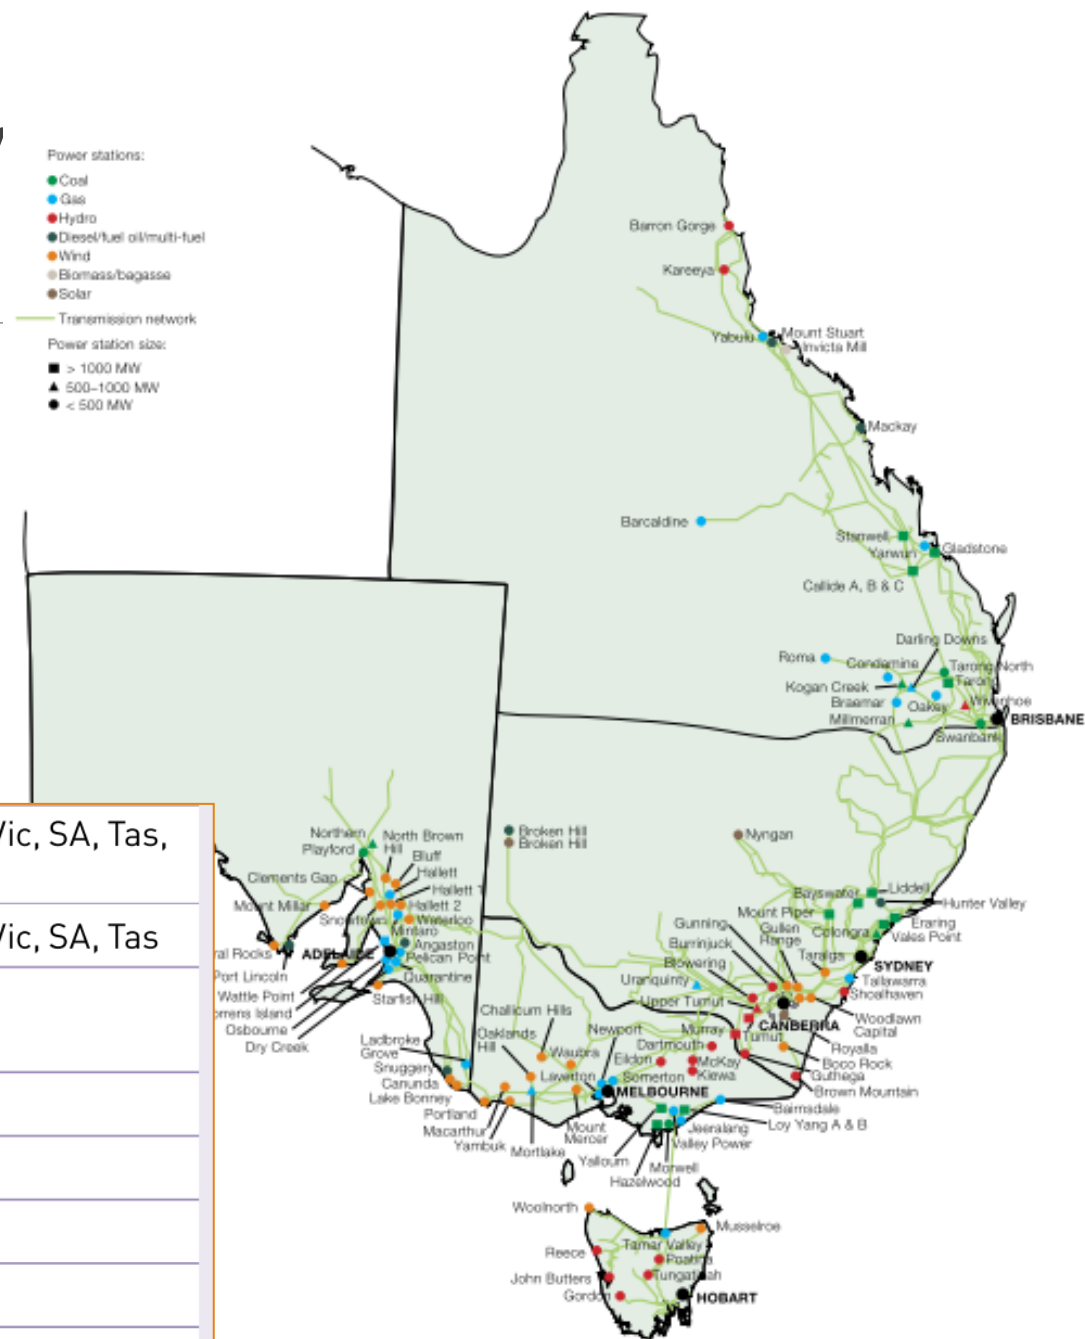 Power stations:
Coal
Gas
Hydro
Diesel/fuel oil/multi-fuel
Wind
Biomass/bagasse
Solar
Transmission network
Power station size:
> 1000 MW
500–1000 MW
< 500 MW
Barron Gorge
Kareeya
Yabulu
Mount Stuart
Invicta Mill
Mackay
Barcaldine
Stanwell
Yarwun
Gladstone
Callide A, B & C
Darling Downs
Roma
Condamine
Tarong North
Tarong
Kogan Creek
Braemar
Oakey
Wivenhoe
Millmerran
BRISBANE
Swanbank
Vic, SA, Tas,
Vic, SA, Tas
Northern
Playford
North Brown
Hill
Bluff
Hallett
Clements Gap
Hallett 1
Mount Millar
Hallett 2
Snowtown
Waterloo
Mintaro
Angaston
ADELAIDE
Pelican Point
Port Lincoln
Quarantine
Wattle Point
Starfish Hill
Osbourne
Dry Creek
Broken Hill
Broken Hill
Nyngan
Bayswater
Liddell
Hunter Valley
Mount Piper
Eraring
Colongra
Vales Point
Gunning
Gullen
Range
Burrinjuck
Taralga
SYDNEY
Blowering
Tallawarra
Uranquinty
Shoalhaven
Upper Tumut
Woodlawn
CANBERRA
Capital
Murray
Tumut
Royalla
Dartmouth
Boco Rock
Eildon
McKay
Guthega
Kiewa
Brown Mountain
Challicum Hills
Newport
Oaklands
Hill
Waubra
Ladbroke
Grove
Snuggery
Laverton
Somerton
Canunda
MELBOURNE
Lake Bonney
Bairnsdale
Portland
Loy Yang A & B
Macarthur
Mount
Mercer
Jeeralang
Yambuk
Valley Power
Mortlake
Yallourn
Morwell
Hazelwood
Woolnorth
Musselroe
Tamar Valley
Reece
Poatina
John Butters
Tungatinah
Gordon
HOBART